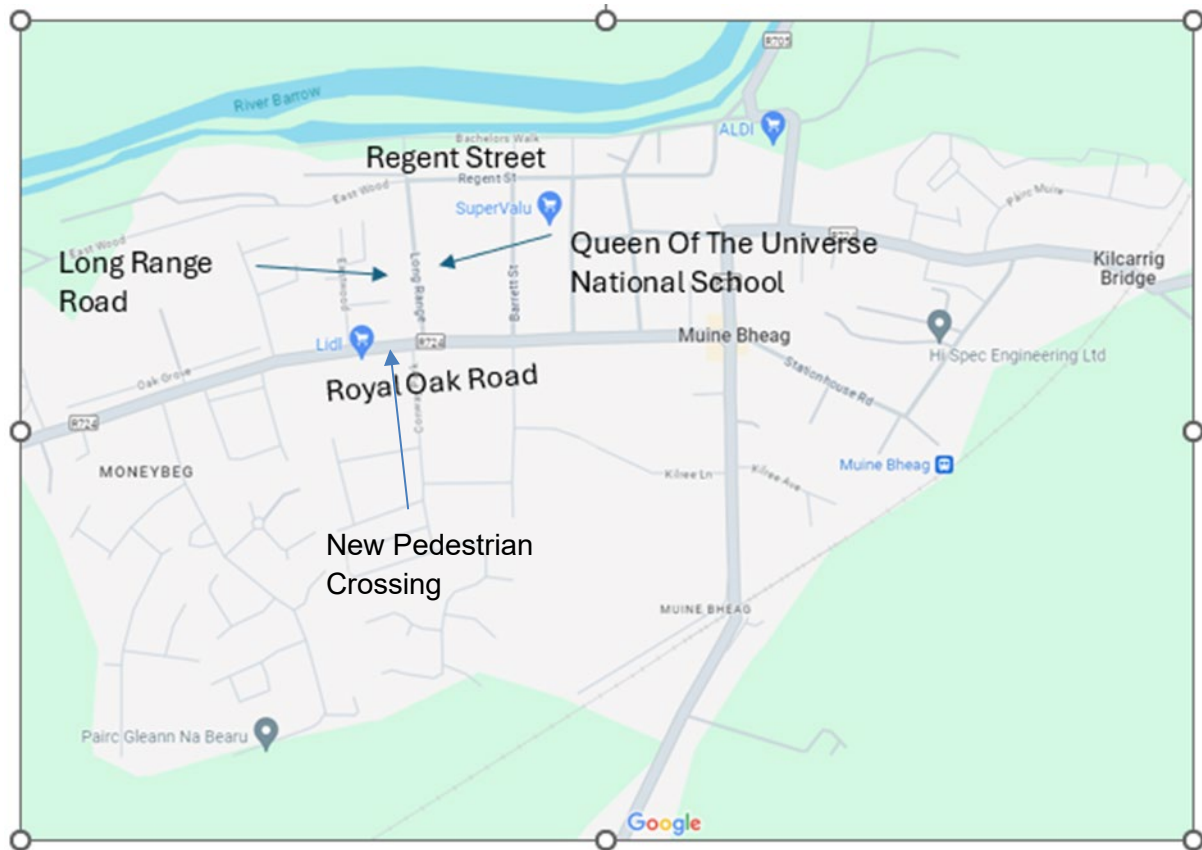 R705
River Barrow
ALDI
Bachelors Walk
Regent Street
Regent St
East Wood
Pairc Muire
SuperValu
East Wood
Queen Of The Universe
National School
Long Range
Road
Eastwood
Long Range
Barrett St
Kilcarrig
Bridge
Lidl
R724
Muine Bheag
Hi Spec Engineering Ltd
Oak Grove
Royal Oak Road
Stationhouse Rd
R724
MONEYBEG
Kilree Ln
Kilree Ave
Muine Bheag
New Pedestrian
Crossing
MUINE BHEAG
Pairc Gleann Na Bearu
Google